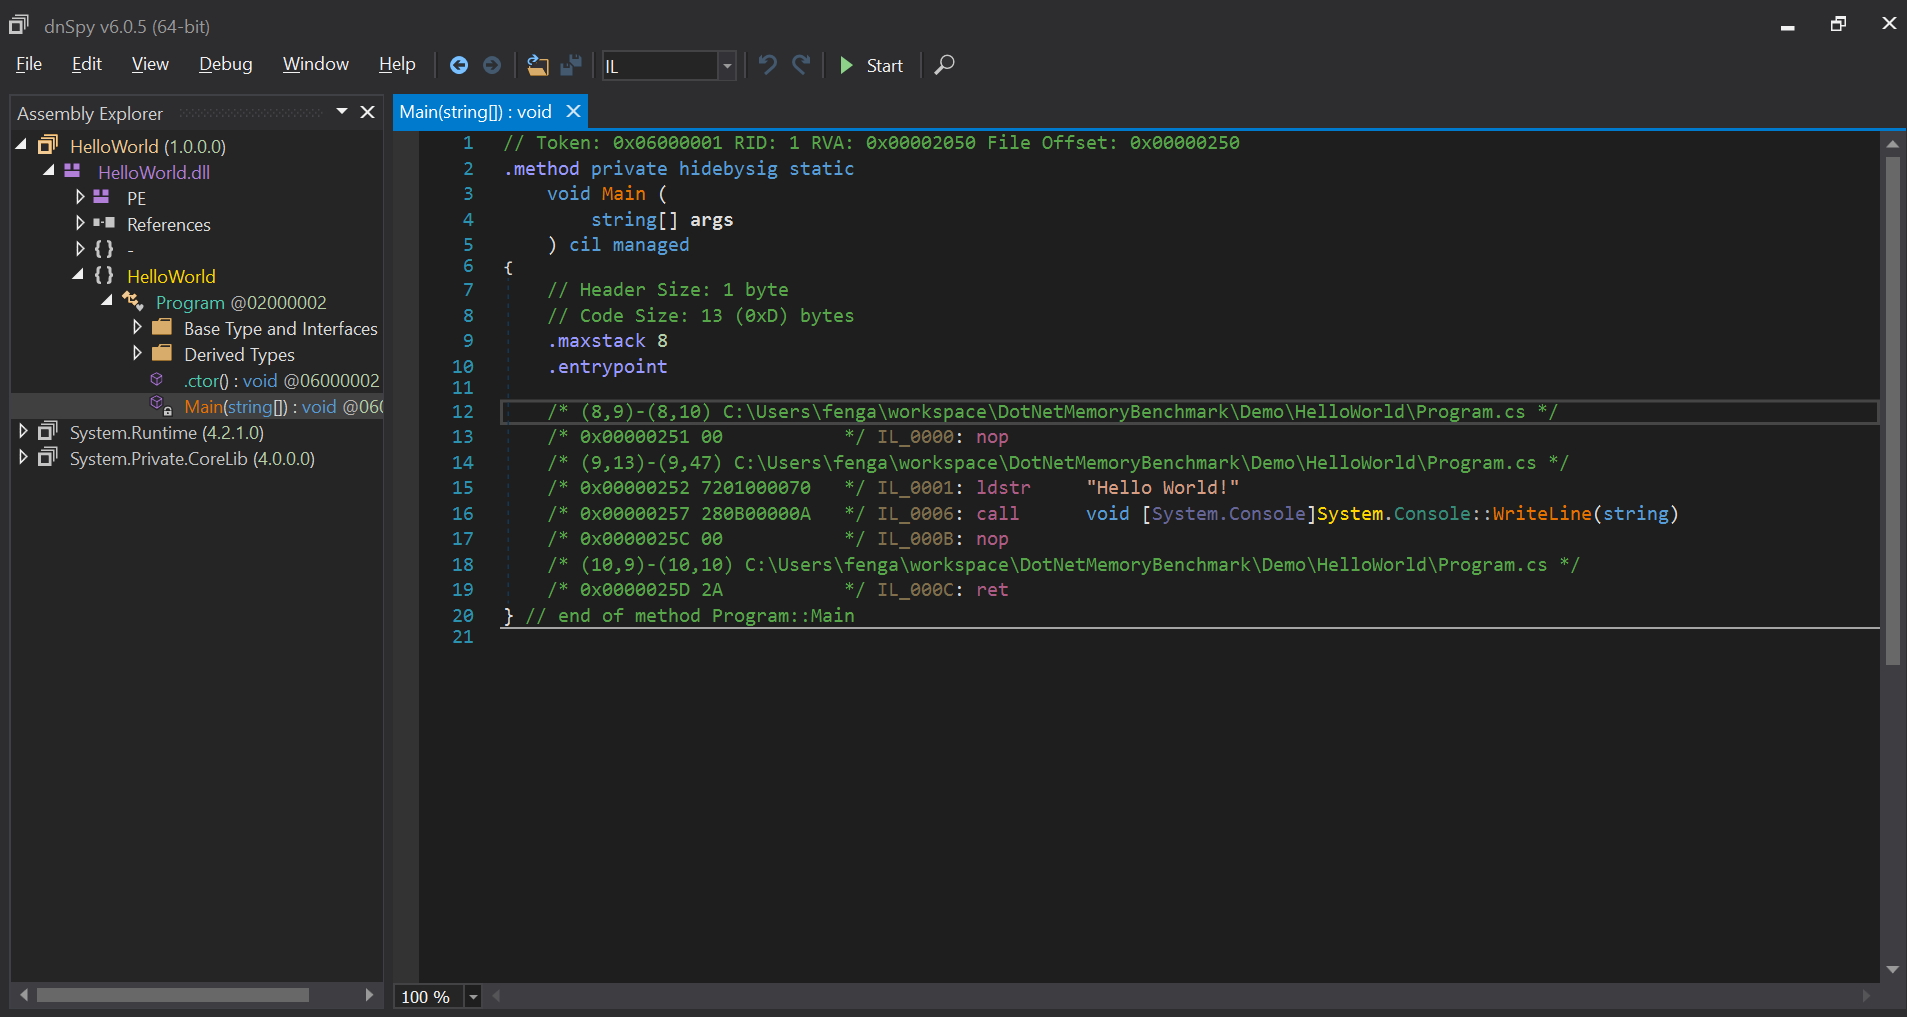 dnSpy v6.0.5 (64-bit)
File Edit View Debug Window Help IL Start
Assembly Explorer
HelloWorld (1.0.0.0)
HelloWorld.dll
PE
References
{ } -
{ } HelloWorld
Program @02000002
Base Type and Interfaces
Derived Types
.ctor() : void @06000002
Main(string[]) : void @060
System.Runtime (4.2.1.0)
System.Private.CoreLib (4.0.0.0)
Main(string[]) : void
1 // Token: 0x06000001 RID: 1 RVA: 0x00002050 File Offset: 0x00000250
2 .method private hidebysig static
3 void Main (
4 string[] args
5 ) cil managed
6 {
7 // Header Size: 1 byte
8 // Code Size: 13 (0xD) bytes
9 .maxstack 8
10 .entrypoint
11
12 /* (8,9)-(8,10) C:\Users\fenga\workspace\DotNetMemoryBenchmark\Demo\HelloWorld\Program.cs */
13 /* 0x00000251 00 */ IL_0000: nop
14 /* (9,13)-(9,47) C:\Users\fenga\workspace\DotNetMemoryBenchmark\Demo\HelloWorld\Program.cs */
15 /* 0x00000252 7201000070 */ IL_0001: ldstr "Hello World!"
16 /* 0x00000257 280B00000A */ IL_0006: call void [System.Console]System.Console::WriteLine(string)
17 /* 0x0000025C 00 */ IL_000B: nop
18 /* (10,9)-(10,10) C:\Users\fenga\workspace\DotNetMemoryBenchmark\Demo\HelloWorld\Program.cs */
19 /* 0x0000025D 2A */ IL_000C: ret
20 } // end of method Program::Main
21
100 %